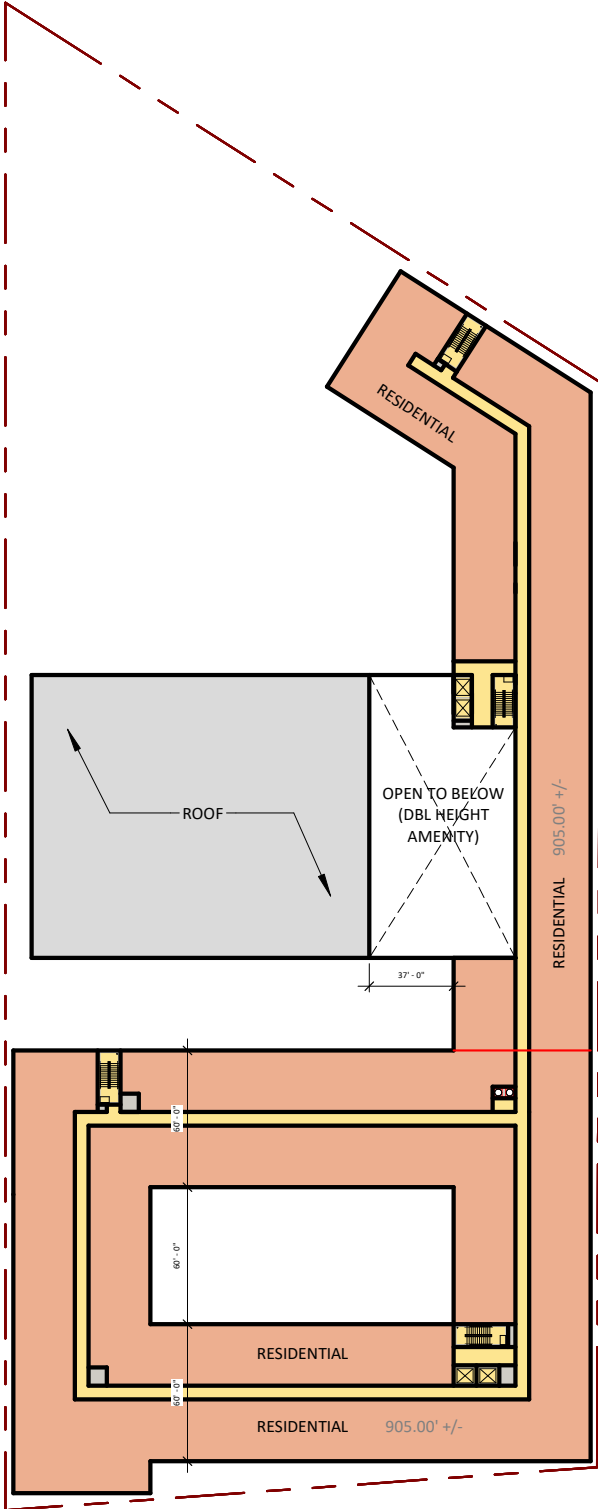 RESIDENTIAL
OPEN TO BELOW
(DBL HEIGHT
AMENITY)
ROOF
905.00' +/-
RESIDENTIAL
37' - 0"
60' - 0"
60' - 0"
RESIDENTIAL
60' - 0"
RESIDENTIAL 905.00' +/-